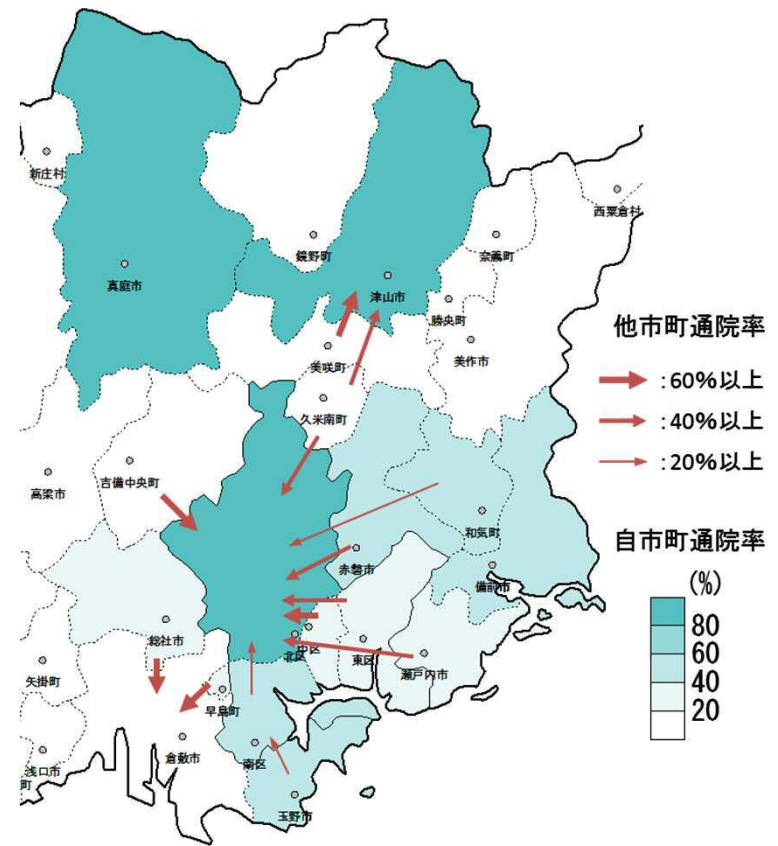 新庄村
西粟倉村
鏡野町
奈義町
真庭市
津山市
勝央町
美作市
美咲町
久米南町
高梁市
吉備中央町
和気町
赤磐市
備前市
総社市
中区
北区
東区
瀬戸内市
矢掛町
早島町
倉敷市
南区
浅口市
町
玉野市
他市町通院率
:60%以上
:40%以上
:20%以上
自市町通院率
(%)
80
60
40
20